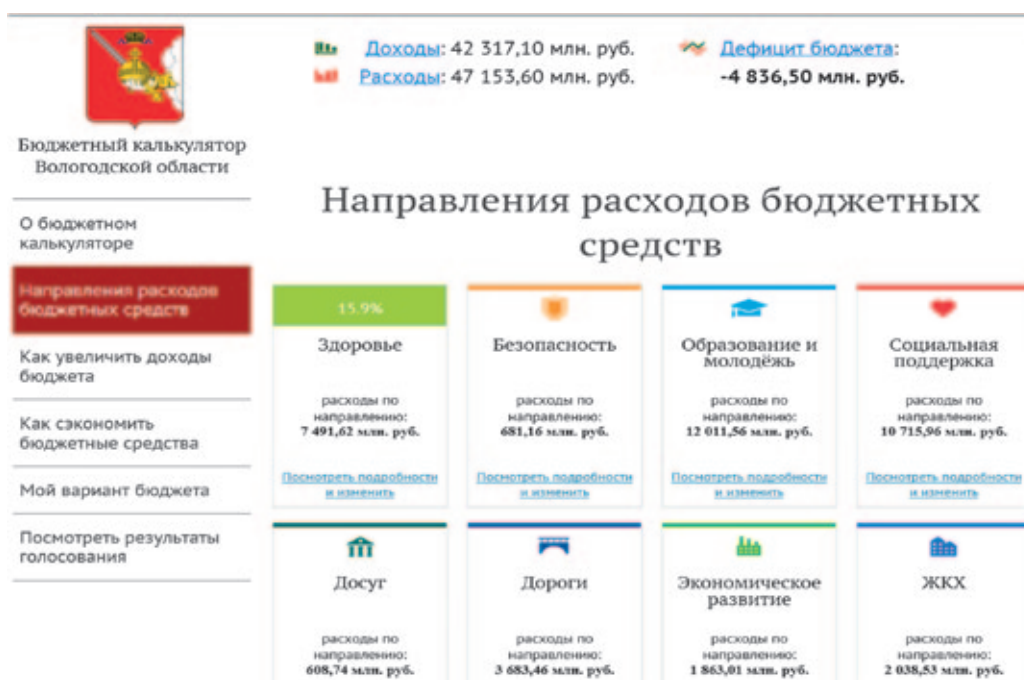 Доходы: 42 317,10 млн. руб.
Расходы: 47 153,60 млн. руб.
Дефицит бюджета:
-4 836,50 млн. руб.
Бюджетный калькулятор
Вологодской области
О бюджетном
калькуляторе
Направления расходов
бюджетных средств
Как увеличить доходы
бюджета
Как сэкономить
бюджетные средства
Мой вариант бюджета
Посмотреть результаты
голосования
Направления расходов бюджетных
средств
15.9%
Здоровье
расходы по
направлению:
7 491,62 млн. руб.
Посмотреть подробности
и изменить
Безопасность
расходы по
направлению:
681,16 млн. руб.
Посмотреть подробности
и изменить
Образование и
молодёжь
расходы по
направлению:
12 011,56 млн. руб.
Посмотреть подробности
и изменить
Социальная
поддержка
расходы по
направлению:
10 715,96 млн. руб.
Посмотреть подробности
и изменить
Досуг
расходы по
направлению:
608,74 млн. руб.
Дороги
расходы по
направлению:
3 683,46 млн. руб.
Экономическое
развитие
расходы по
направлению:
1 863,01 млн. руб.
ЖКХ
расходы по
направлению:
2 038,53 млн. руб.